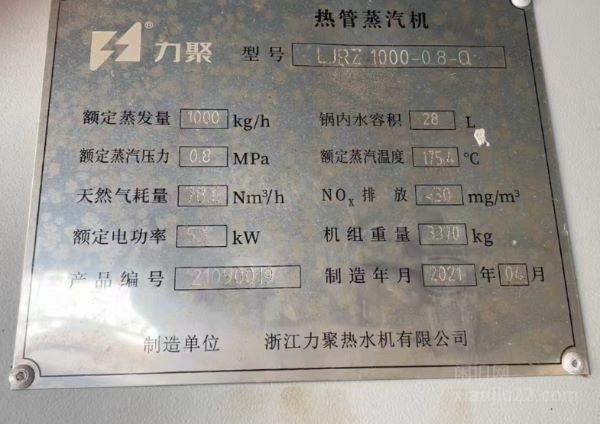 热管蒸汽机
® 力聚 型号 LJRZ 1000-0.8-Q
额定蒸发量 1000 kg/h 锅内水容积 28 L
额定蒸汽压力 0.8 MPa 额定蒸汽温度 175.4 ℃
天然气耗量 Nm³/h NOx 排放 <30 mg/m³
额定电功率 kW 机组重量 kg
产品编号 制造年月 2021 年 04 月
制造单位 浙江力聚热水机有限公司